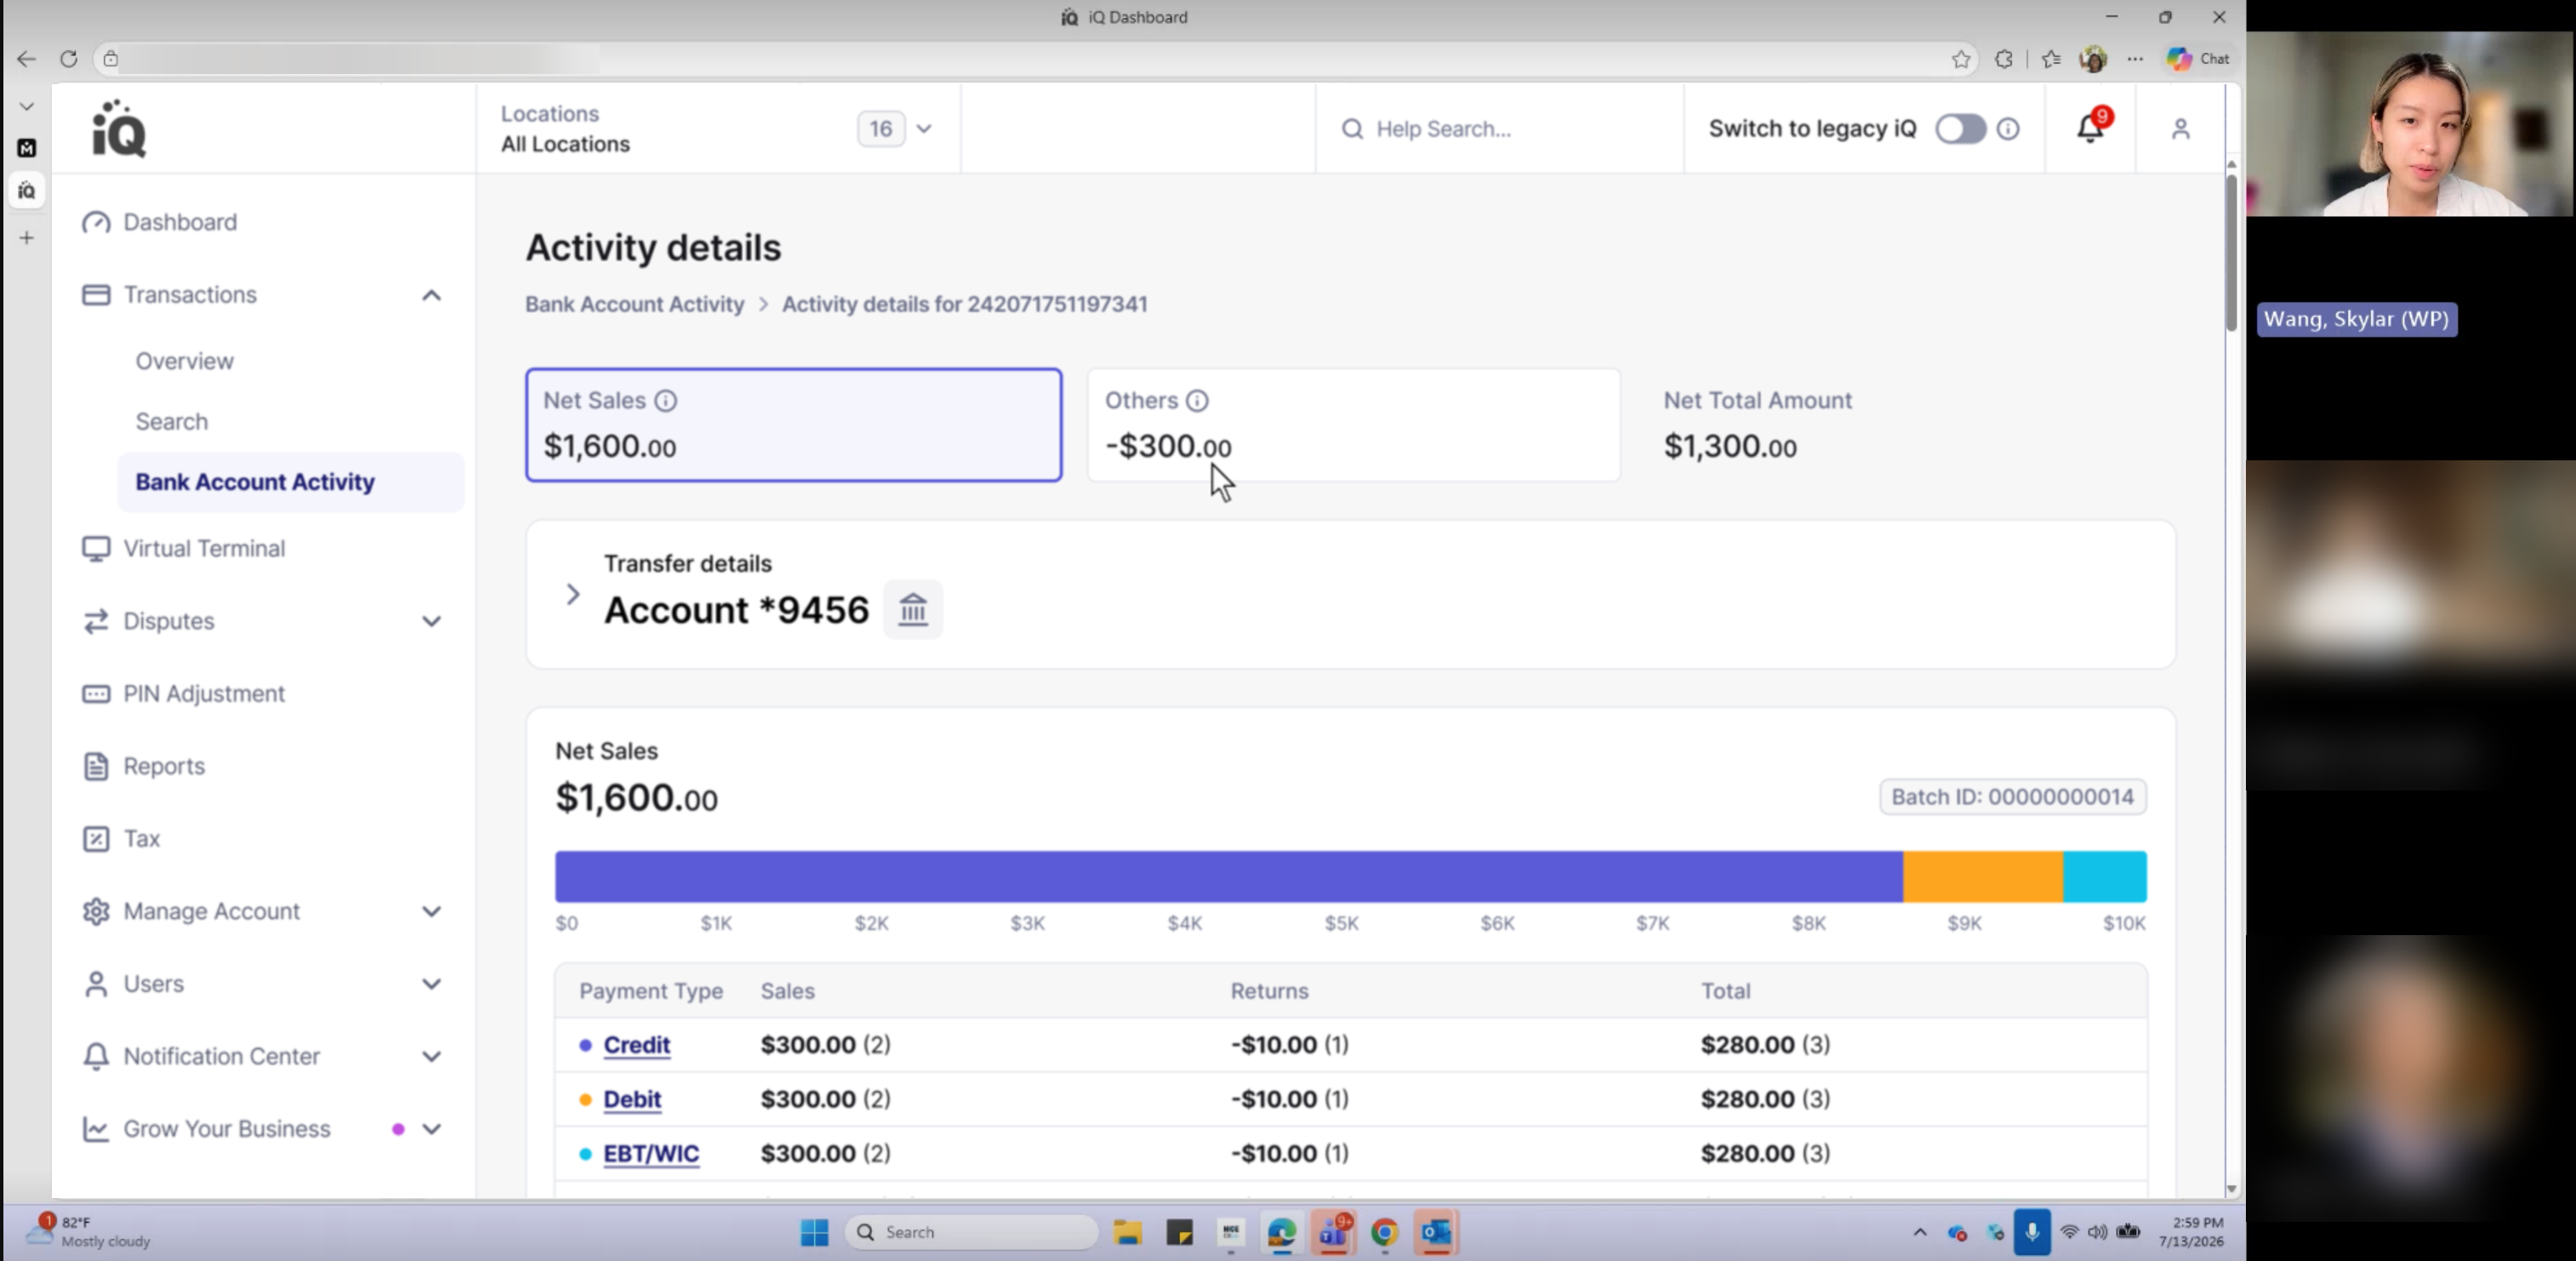 iQ iQ Dashboard
Chat
iQ
Locations
All Locations
16
Help Search...
Switch to legacy iQ
9
iQ
Dashboard
Transactions
Overview
Search
Bank Account Activity
Virtual Terminal
Disputes
PIN Adjustment
Reports
Tax
Manage Account
Users
Notification Center
Grow Your Business
Activity details
Bank Account Activity > Activity details for 242071751197341
Net Sales
$1,600.00
Others
-$300.00
Net Total Amount
$1,300.00
Transfer details
Account *9456
Net Sales
$1,600.00
Batch ID: 00000000014
$0 $1K $2K $3K $4K $5K $6K $7K $8K $9K $10K
Payment Type Sales Returns Total
Credit $300.00 (2) -$10.00 (1) $280.00 (3)
Debit $300.00 (2) -$10.00 (1) $280.00 (3)
EBT/WIC $300.00 (2) -$10.00 (1) $280.00 (3)
Wang, Skylar (WP)
1
82°F
Mostly cloudy
Search
9+
2:59 PM
7/13/2026